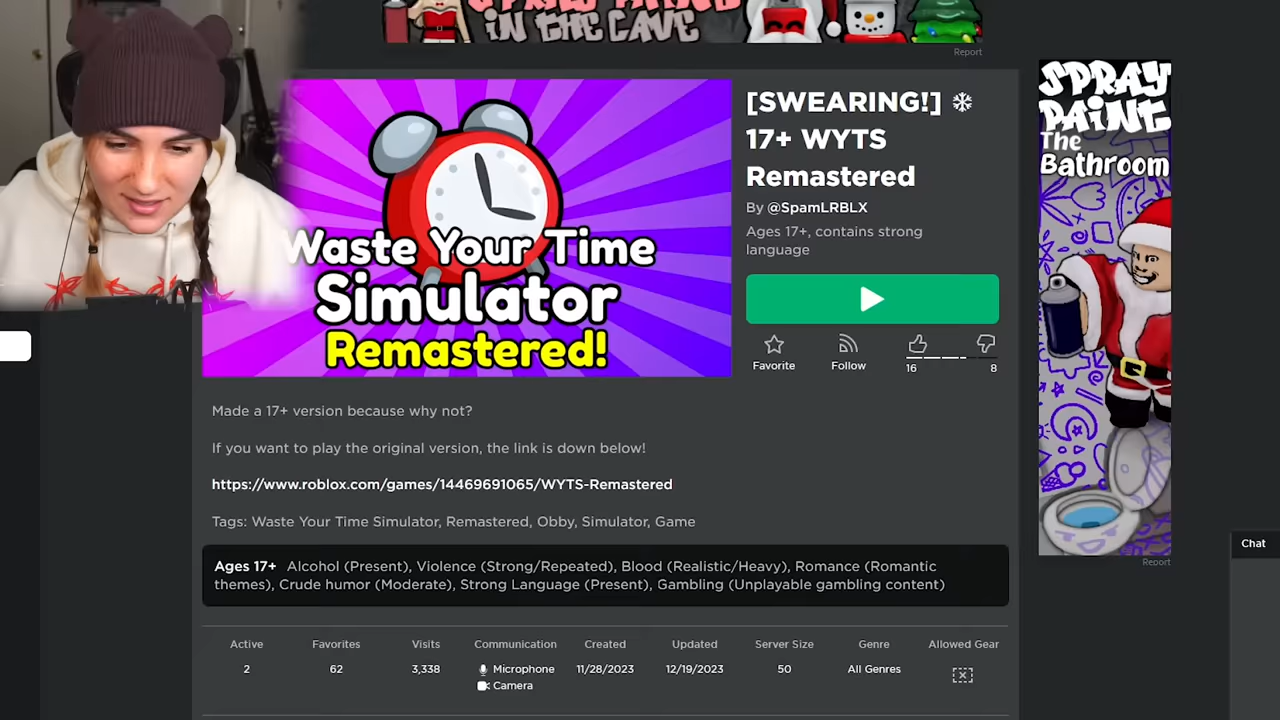 IN THE CAVE
Report
[SWEARING!] ❄
17+ WYTS
Remastered
By @SpamLRBLX
Ages 17+, contains strong
language
Waste Your Time
Simulator
Remastered!
Favorite
Follow
16
8
SPRAY
PAINT
The
Bathroom
Report
Made a 17+ version because why not?
If you want to play the original version, the link is down below!
https://www.roblox.com/games/14469691065/WYTS-Remastered
Tags: Waste Your Time Simulator, Remastered, Obby, Simulator, Game
Ages 17+ Alcohol (Present), Violence (Strong/Repeated), Blood (Realistic/Heavy), Romance (Romantic
themes), Crude humor (Moderate), Strong Language (Present), Gambling (Unplayable gambling content)
Chat
Active Favorites Visits Communication Created Updated Server Size Genre Allowed Gear
2 62 3,338 Microphone 11/28/2023 12/19/2023 50 All Genres
Camera